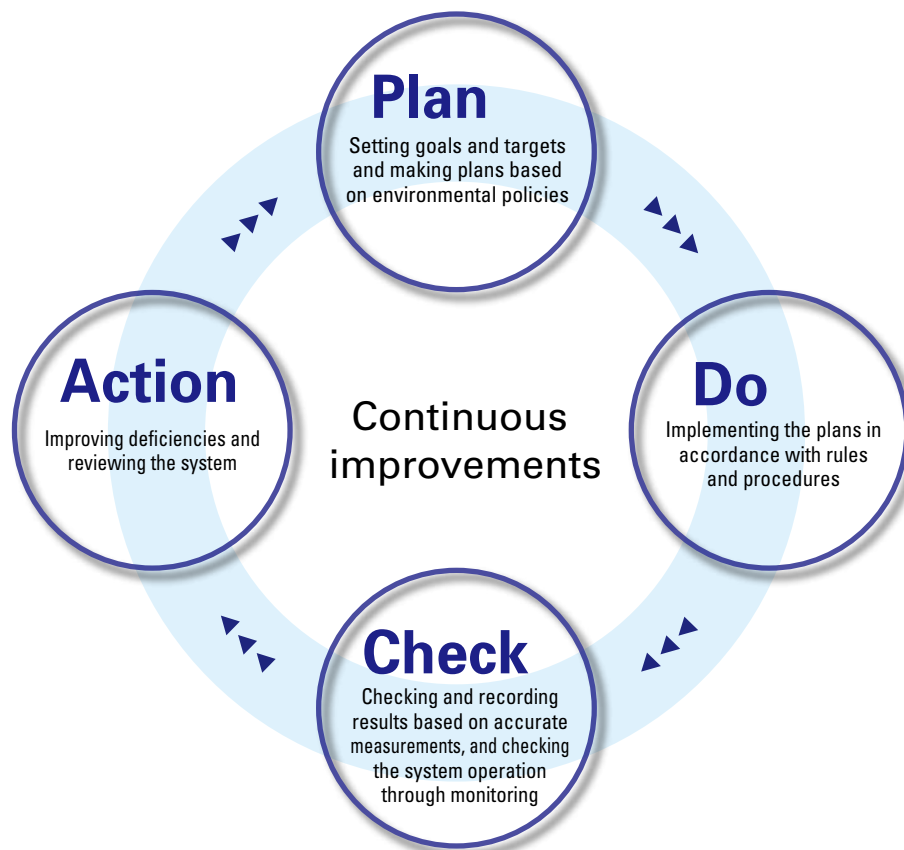 Plan
Setting goals and targets
and making plans based
on environmental policies
Action
Improving deficiencies and
reviewing the system
Continuous
improvements
Do
Implementing the plans in
accordance with rules
and procedures
Check
Checking and recording
results based on accurate
measurements, and checking
the system operation
through monitoring